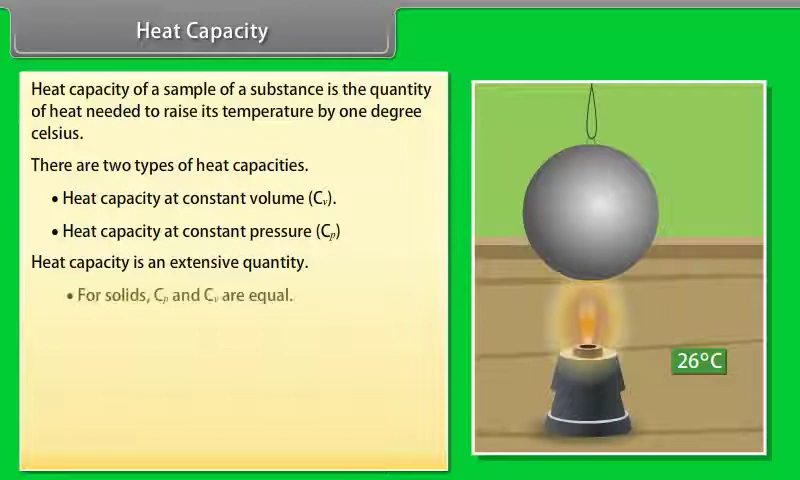 Heat Capacity
Heat capacity of a sample of a substance is the quantity
of heat needed to raise its temperature by one degree
celsius.
There are two types of heat capacities.
• Heat capacity at constant volume (Cv).
• Heat capacity at constant pressure (Cp)
Heat capacity is an extensive quantity.
• For solids, Cp and Cv are equal.
26°C